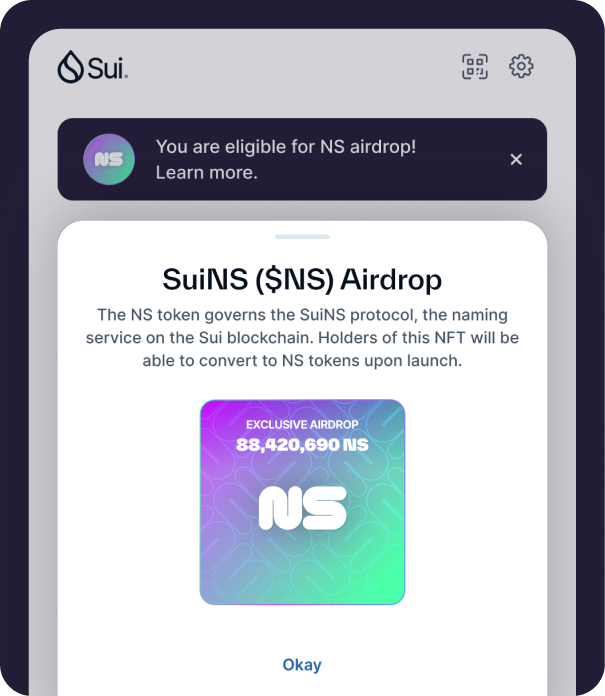 Sui.
NS
You are eligible for NS airdrop!
Learn more.
SuiNS ($NS) Airdrop
The NS token governs the SuiNS protocol, the naming
service on the Sui blockchain. Holders of this NFT will be
able to convert to NS tokens upon launch.
EXCLUSIVE AIRDROP
88,420,690 NS
NS
Okay